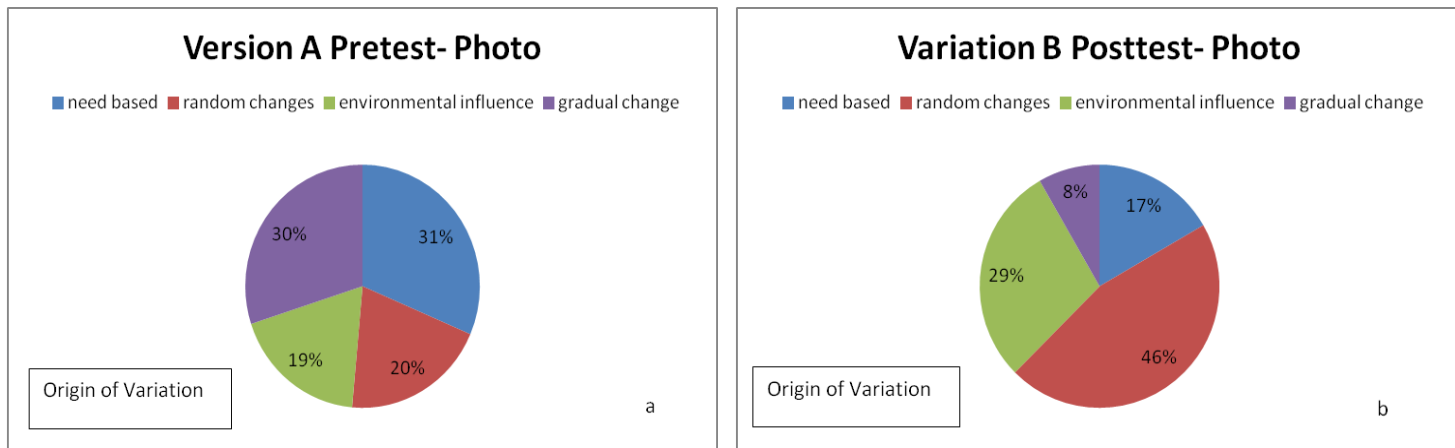 Version A Pretest- Photo
need based random changes environmental influence gradual change
30%
31%
19%
20%
Origin of Variation
a
Variation B Posttest- Photo
need based random changes environmental influence gradual change
8%
17%
29%
46%
Origin of Variation
b